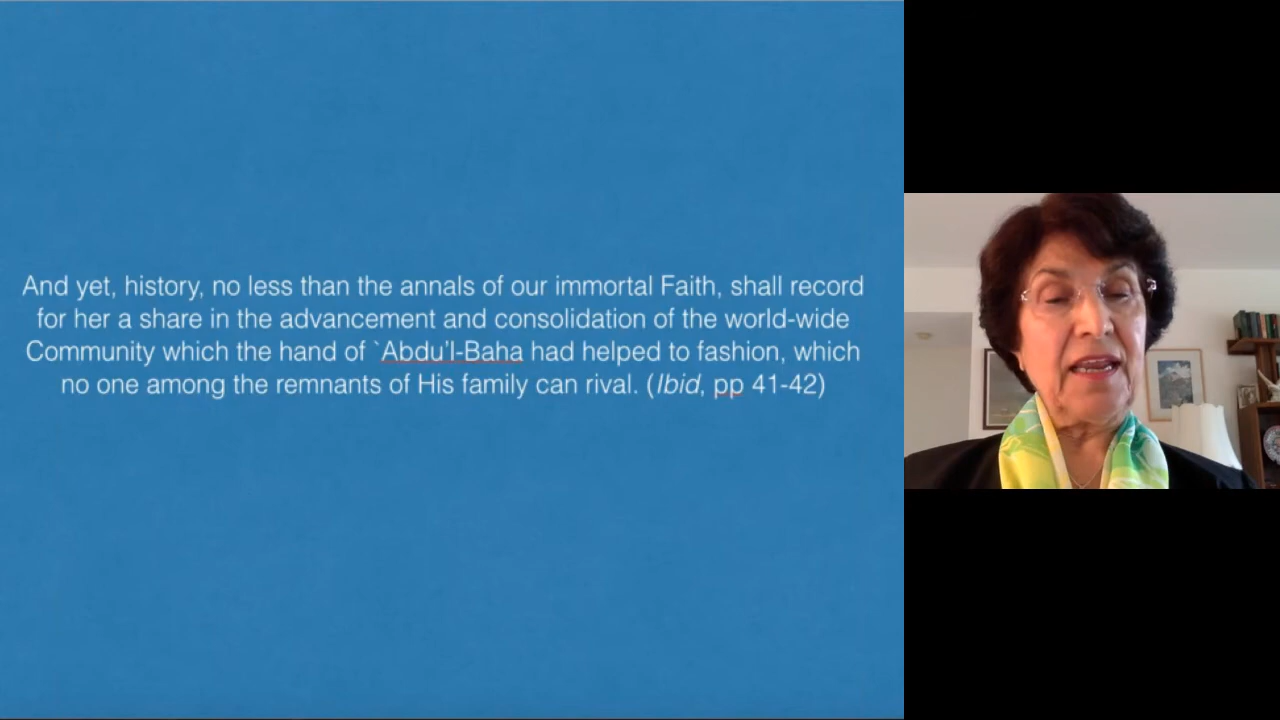 And yet, history, no less than the annals of our immortal Faith, shall record
for her a share in the advancement and consolidation of the world-wide
Community which the hand of `Abdu'l-Baha had helped to fashion, which
no one among the remnants of His family can rival. (Ibid, pp 41-42)